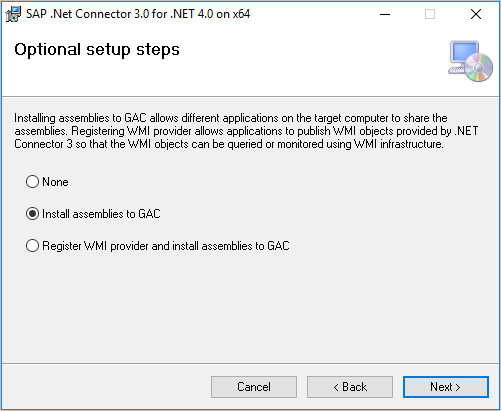 SAP .Net Connector 3.0 for .NET 4.0 on x64
Optional setup steps
Installing assemblies to GAC allows different applications on the target computer to share the
assemblies. Registering WMI provider allows applications to publish WMI objects provided by .NET
Connector 3 so that the WMI objects can be queried or monitored using WMI infrastructure.
None
Install assemblies to GAC
Register WMI provider and install assemblies to GAC
Cancel
< Back
Next >